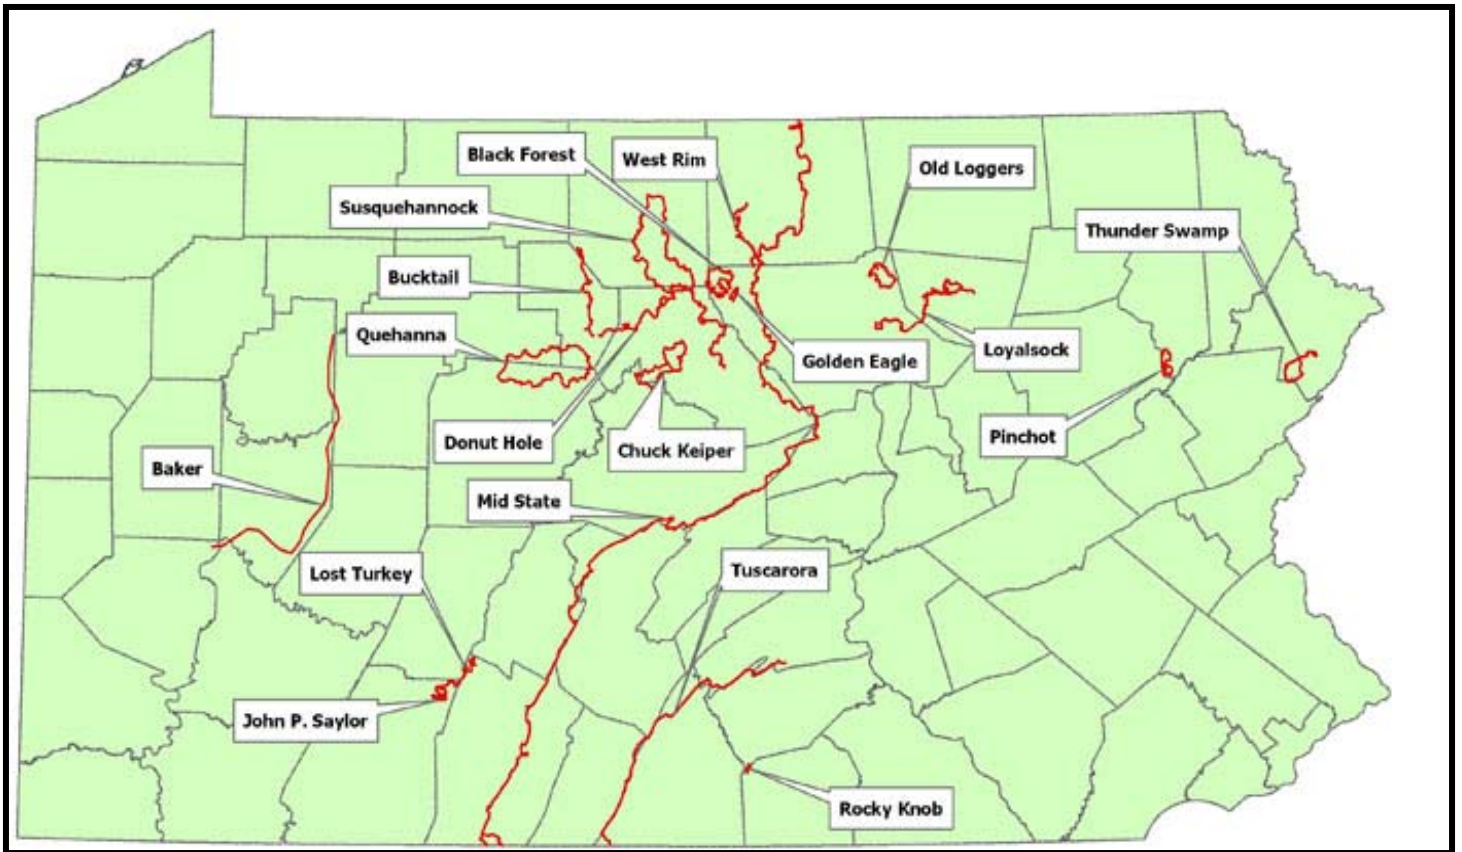 Black Forest
West Rim
Old Loggers
Susquehannock
Thunder Swamp
Bucktail
Quehanna
Golden Eagle
Loyalsock
Donut Hole
Chuck Keiper
Pinchot
Baker
Mid State
Lost Turkey
Tuscarora
John P. Saylor
Rocky Knob